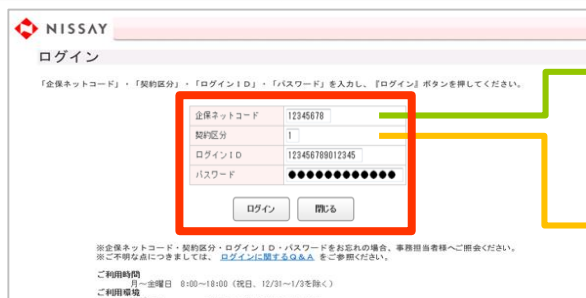 NISSAY
ログイン
「企保ネットコード」・「契約区分」・「ログインＩＤ」・「パスワード」を入力し、『ログイン』ボタンを押してください。
企保ネットコード 12345678
契約区分 1
ログインＩＤ 123456789012345
パスワード ●●●●●●●●●●●●
ログイン 閉じる
※企保ネットコード・契約区分・ログインＩＤ・パスワードをお忘れの場合、事務担当者様へご照会ください。
※ご不明な点につきましては、 ログインに関するＱ＆Ａ をご参照ください。
ご利用時間
月～金曜日 8:00～18:00（祝日、12/31～1/3を除く）
ご利用環境